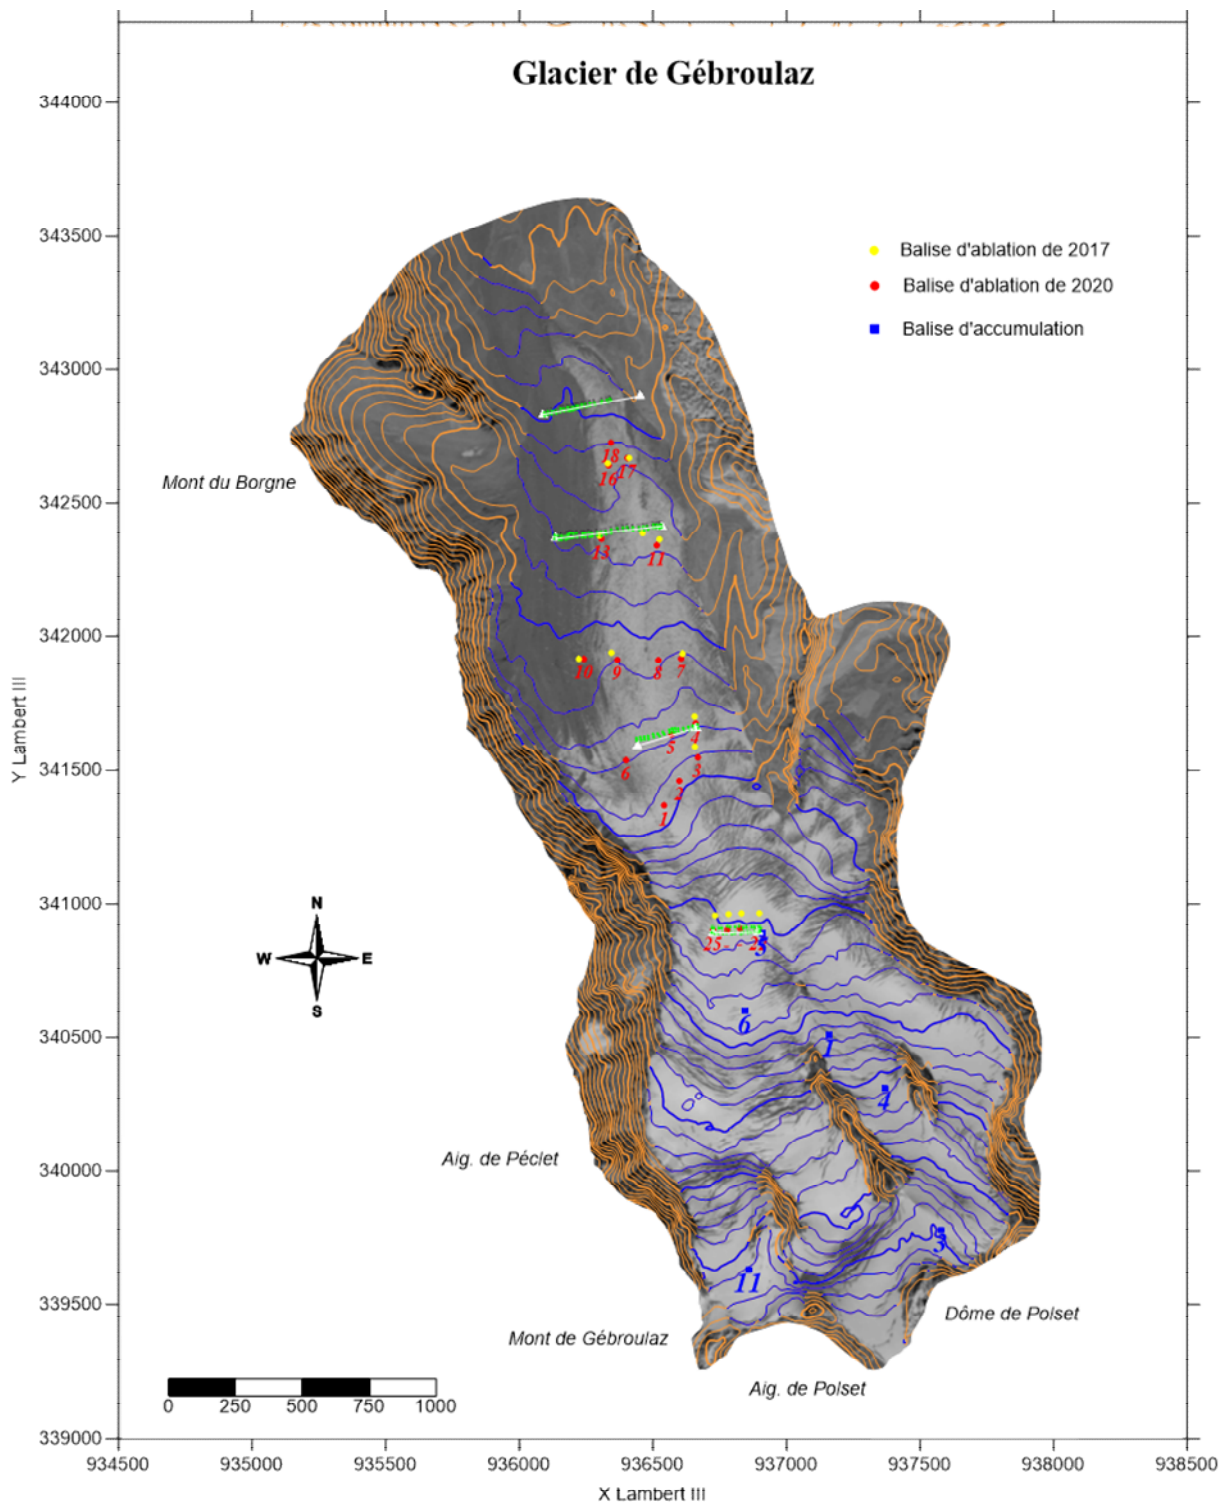 Glacier de Gébroulaz
344000
343500
Balise d'ablation de 2017
Balise d'ablation de 2020
Balise d'accumulation
343000
18
17
16
Mont du Borgne
342500
13
11
342000
10
9
8
7
Y Lambert III
4
5
3
6
341500
2
1
341000
N
W
E
S
25
5
6
340500
1
4
Aig. de Péclet
340000
3
11
339500
Dôme de Polset
Mont de Gébroulaz
Aig. de Polset
0 250 500 750 1000
339000
934500 935000 935500 936000 936500 937000 937500 938000 938500
X Lambert III